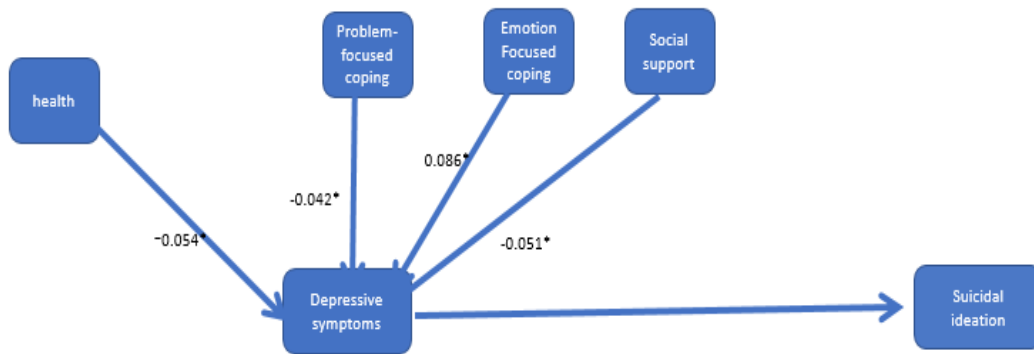 Problem-
focused
coping
Emotion
Focused
coping
Social
support
health
0.086*
-0.042*
-0.054*
-0.051*
Depressive
symptoms
Suicidal
ideation